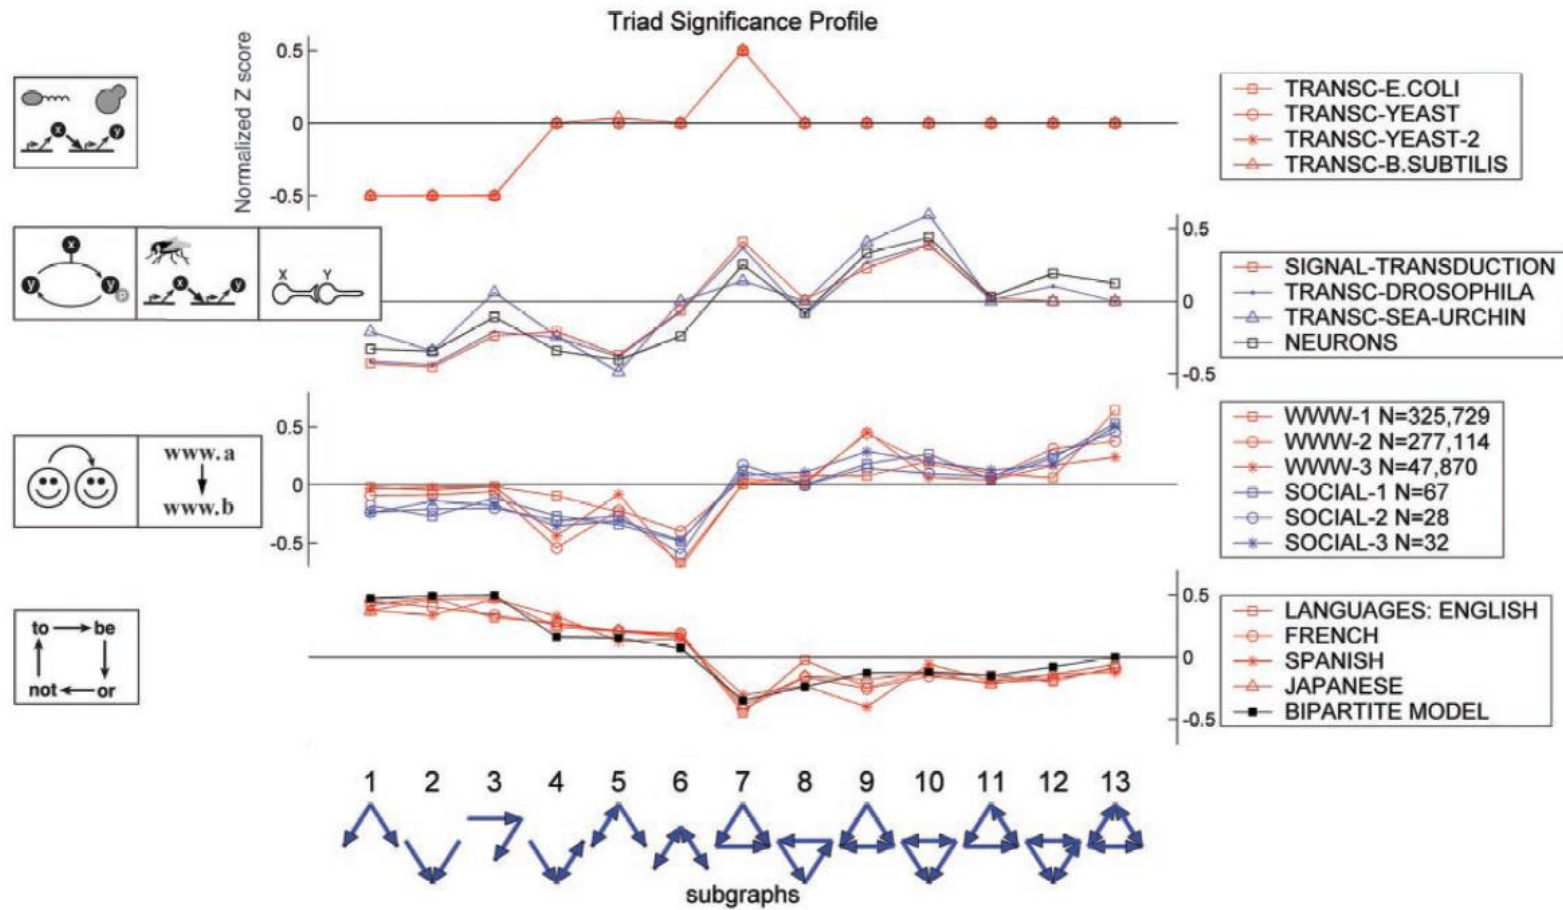 Triad Significance Profile
Normalized Z score
0.5
0
-0.5
x
y
TRANSC-E.COLI
TRANSC-YEAST
TRANSC-YEAST-2
TRANSC-B.SUBTILIS
x
y
y
p
x
y
X
Y
0.5
0
-0.5
SIGNAL-TRANSDUCTION
TRANSC-DROSOPHILA
TRANSC-SEA-URCHIN
NEURONS
www.a
www.b
0.5
0
-0.5
WWW-1 N=325,729
WWW-2 N=277,114
WWW-3 N=47,870
SOCIAL-1 N=67
SOCIAL-2 N=28
SOCIAL-3 N=32
to be
not or
0.5
0
-0.5
LANGUAGES: ENGLISH
FRENCH
SPANISH
JAPANESE
BIPARTITE MODEL
1 2 3 4 5 6 7 8 9 10 11 12 13
subgraphs